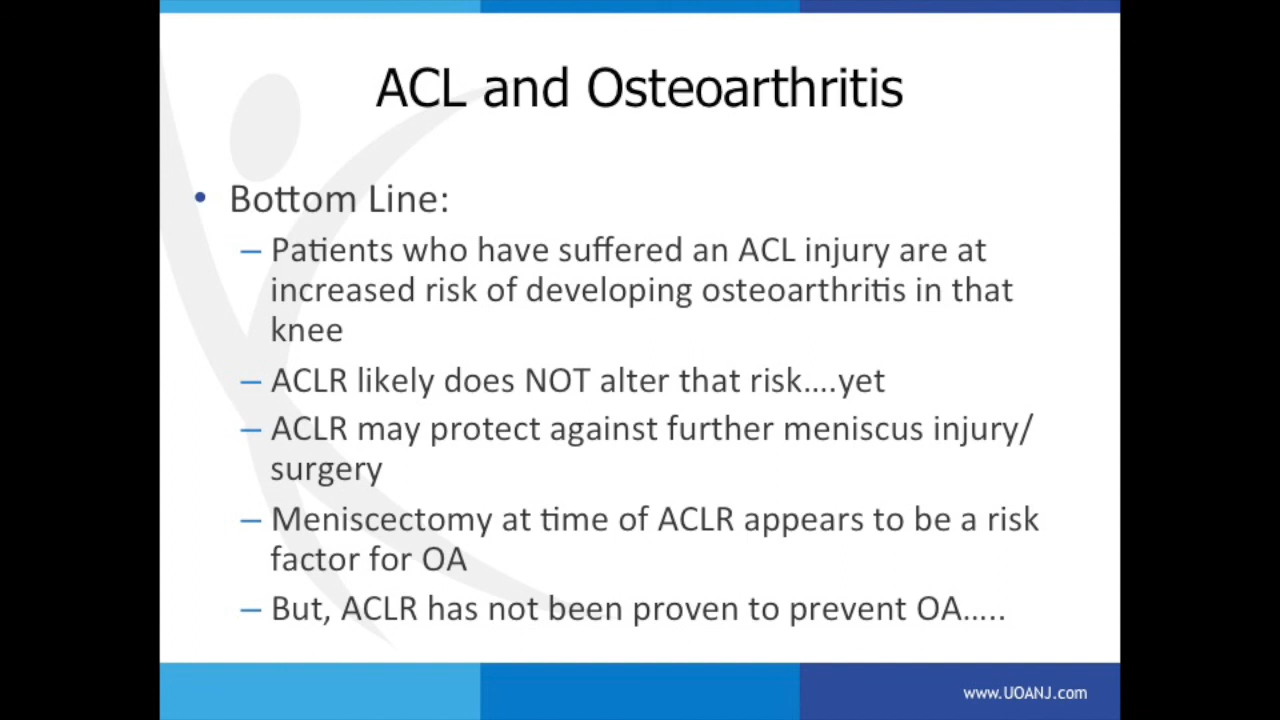 ACL and Osteoarthritis
• Bottom Line:
– Patients who have suffered an ACL injury are at
increased risk of developing osteoarthritis in that
knee
– ACLR likely does NOT alter that risk....yet
– ACLR may protect against further meniscus injury/
surgery
– Meniscectomy at time of ACLR appears to be a risk
factor for OA
– But, ACLR has not been proven to prevent OA.....
www.UOANJ.com